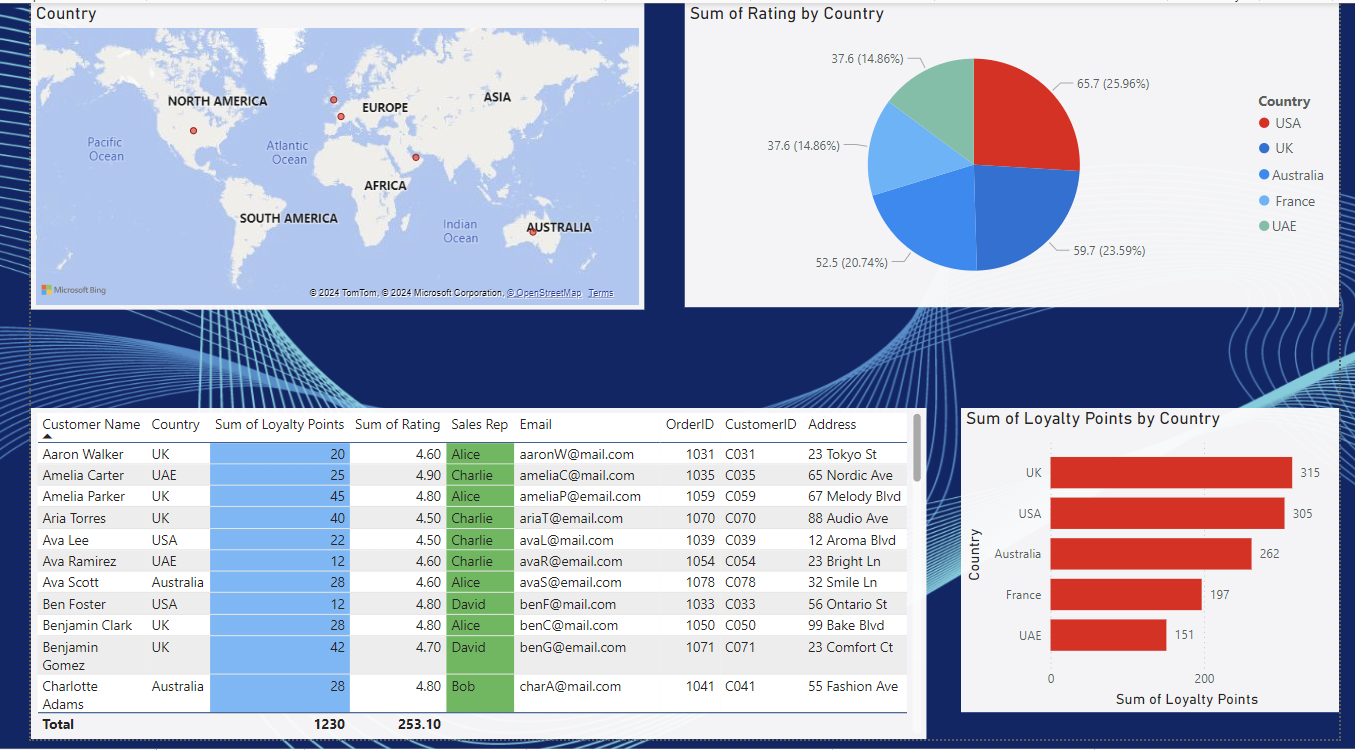 Country
NORTH AMERICA
EUROPE
ASIA
Pacific
Ocean
Atlantic
Ocean
AFRICA
SOUTH AMERICA
Indian
Ocean
AUSTRALIA
Microsoft Bing
© 2024 TomTom, © 2024 Microsoft Corporation, © OpenStreetMap Terms
Sum of Rating by Country
37.6 (14.86%)
65.7 (25.96%)
37.6 (14.86%)
52.5 (20.74%)
59.7 (23.59%)
Country
USA
UK
Australia
France
UAE
Customer Name Country Sum of Loyalty Points Sum of Rating Sales Rep Email OrderID CustomerID Address
Aaron Walker UK 20 4.60 Alice aaronW@mail.com 1031 C031 23 Tokyo St
Amelia Carter UAE 25 4.90 Charlie ameliaC@mail.com 1035 C035 65 Nordic Ave
Amelia Parker UK 45 4.80 Alice ameliaP@email.com 1059 C059 67 Melody Blvd
Aria Torres UK 40 4.50 Charlie ariaT@email.com 1070 C070 88 Audio Ave
Ava Lee USA 22 4.50 Charlie avaL@mail.com 1039 C039 12 Aroma Blvd
Ava Ramirez UAE 12 4.60 Charlie avaR@email.com 1054 C054 23 Bright Ln
Ava Scott Australia 28 4.60 Alice avaS@email.com 1078 C078 32 Smile Ln
Ben Foster USA 12 4.80 David benF@mail.com 1033 C033 56 Ontario St
Benjamin Clark UK 28 4.80 Alice benC@email.com 1050 C050 99 Bake Blvd
Benjamin UK 42 4.70 David benG@email.com 1071 C071 23 Comfort Ct
Gomez
Charlotte Australia 28 4.80 Bob charA@mail.com 1041 C041 55 Fashion Ave
Adams
Total 1230 253.10
Sum of Loyalty Points by Country
Country
UK 315
USA 305
Australia 262
France 197
UAE 151
0 200
Sum of Loyalty Points